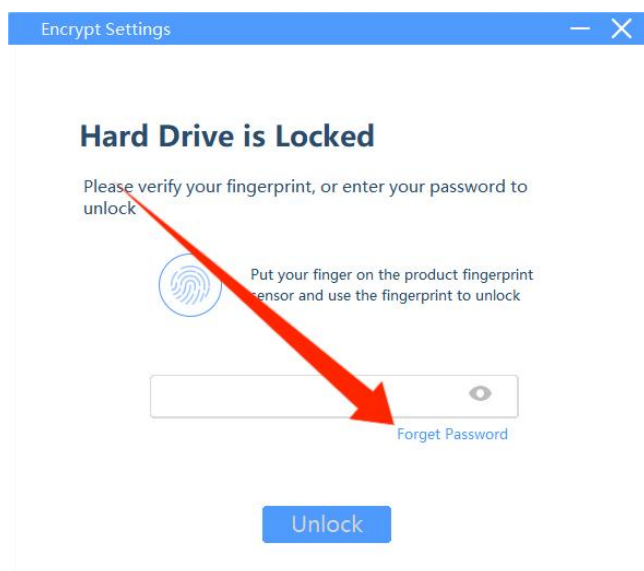 Encrypt Settings
Hard Drive is Locked
Please verify your fingerprint, or enter your password to
unlock
Put your finger on the product fingerprint
sensor and use the fingerprint to unlock
Forget Password
Unlock